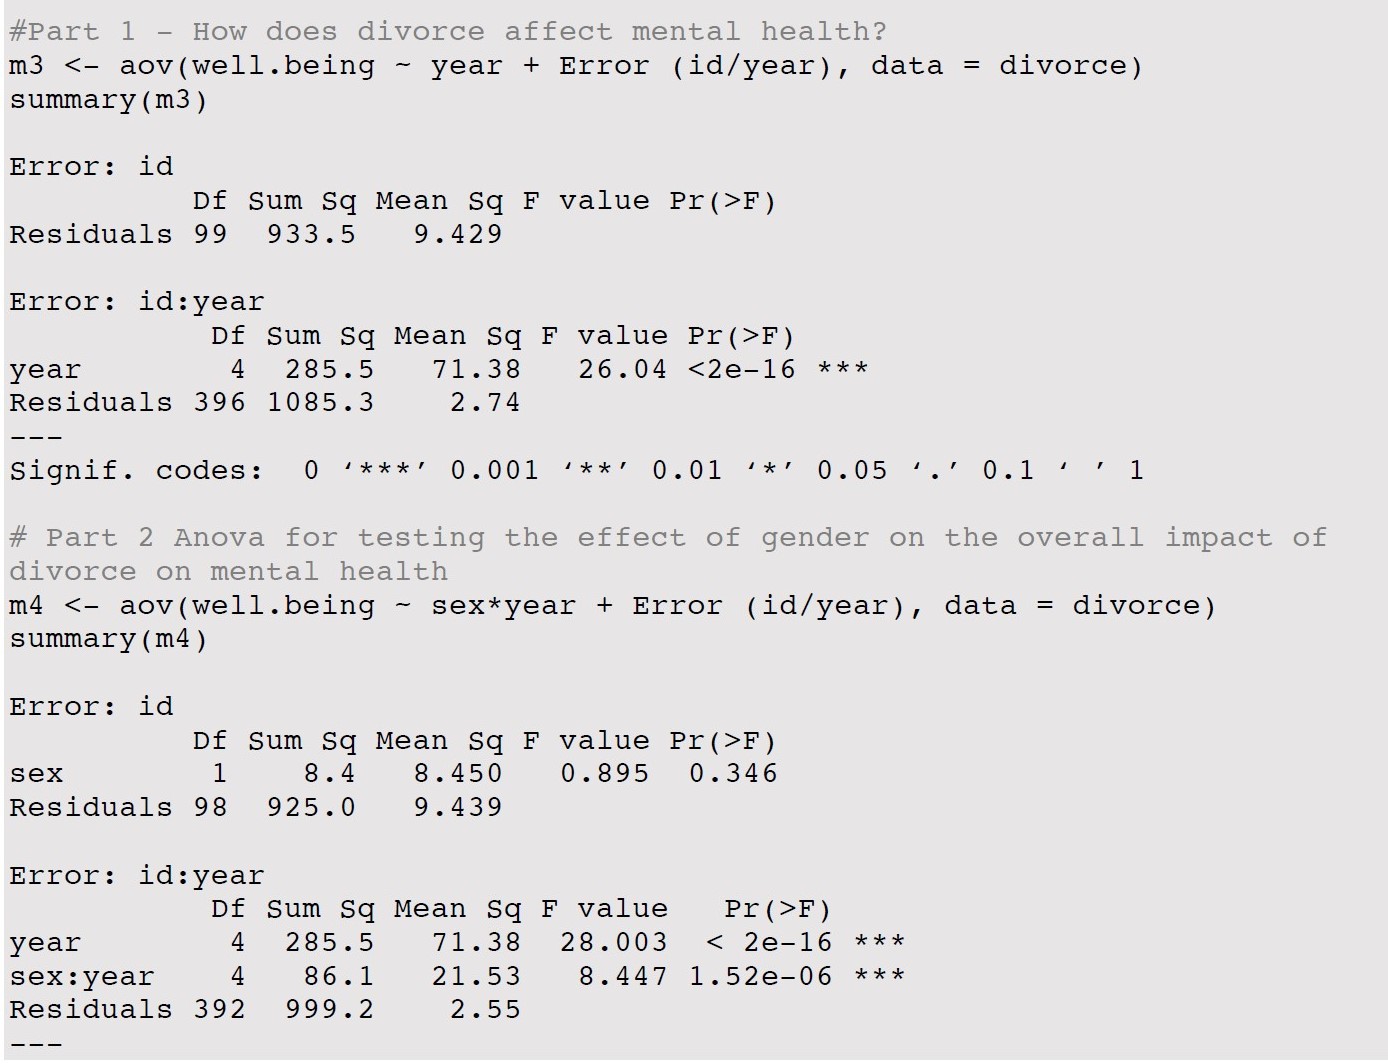 #Part 1 – How does divorce affect mental health?
m3 <- aov(well.being ~ year + Error (id/year), data = divorce)
summary(m3)
Error: id
Df Sum Sq Mean Sq F value Pr(>F)
Residuals 99 933.5 9.429
Error: id:year
Df Sum Sq Mean Sq F value Pr(>F)
year 4 285.5 71.38 26.04 <2e-16 ***
Residuals 396 1085.3 2.74
---
Signif. codes: 0 ‘***’ 0.001 ‘**’ 0.01 ‘*’ 0.05 ‘.’ 0.1 ‘ ’ 1
# Part 2 Anova for testing the effect of gender on the overall impact of
divorce on mental health
m4 <- aov(well.being ~ sex*year + Error (id/year), data = divorce)
summary(m4)
Error: id
Df Sum Sq Mean Sq F value Pr(>F)
sex 1 8.4 8.450 0.895 0.346
Residuals 98 925.0 9.439
Error: id:year
Df Sum Sq Mean Sq F value Pr(>F)
year 4 285.5 71.38 28.003 < 2e-16 ***
sex:year 4 86.1 21.53 8.447 1.52e-06 ***
Residuals 392 999.2 2.55
---